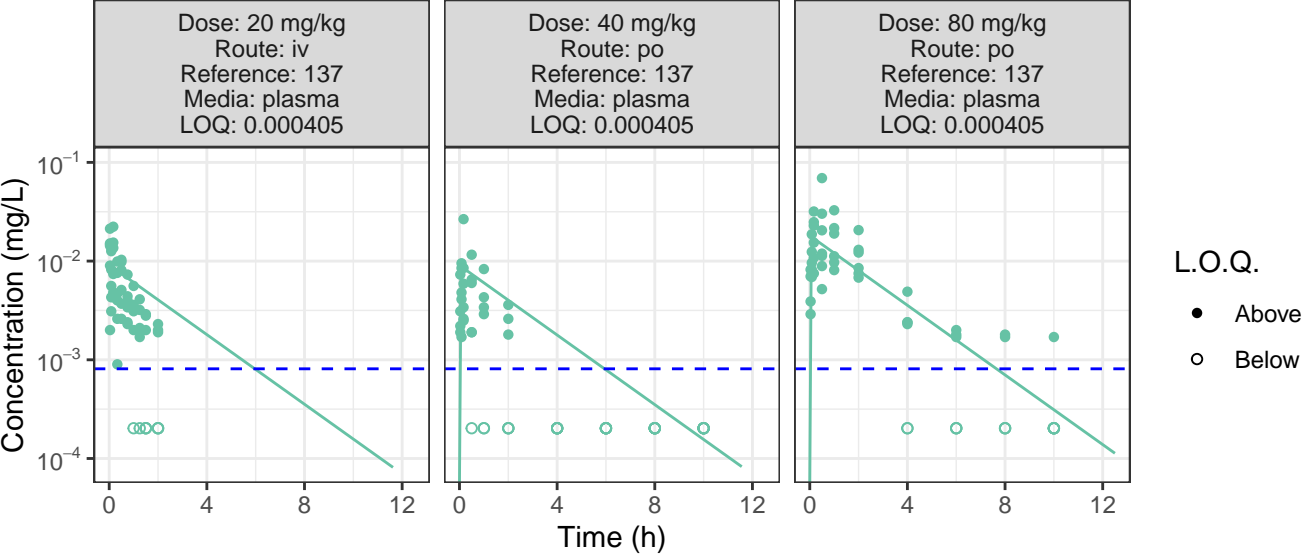 Dose: 20 mg/kg
Route: iv
Reference: 137
Media: plasma
LOQ: 0.000405
Dose: 40 mg/kg
Route: po
Reference: 137
Media: plasma
LOQ: 0.000405
Dose: 80 mg/kg
Route: po
Reference: 137
Media: plasma
LOQ: 0.000405
Concentration (mg/L)
10⁻¹
10⁻²
10⁻³
10⁻⁴
0 4 8 12
0 4 8 12
0 4 8 12
Time (h)
L.O.Q.
Above
Below